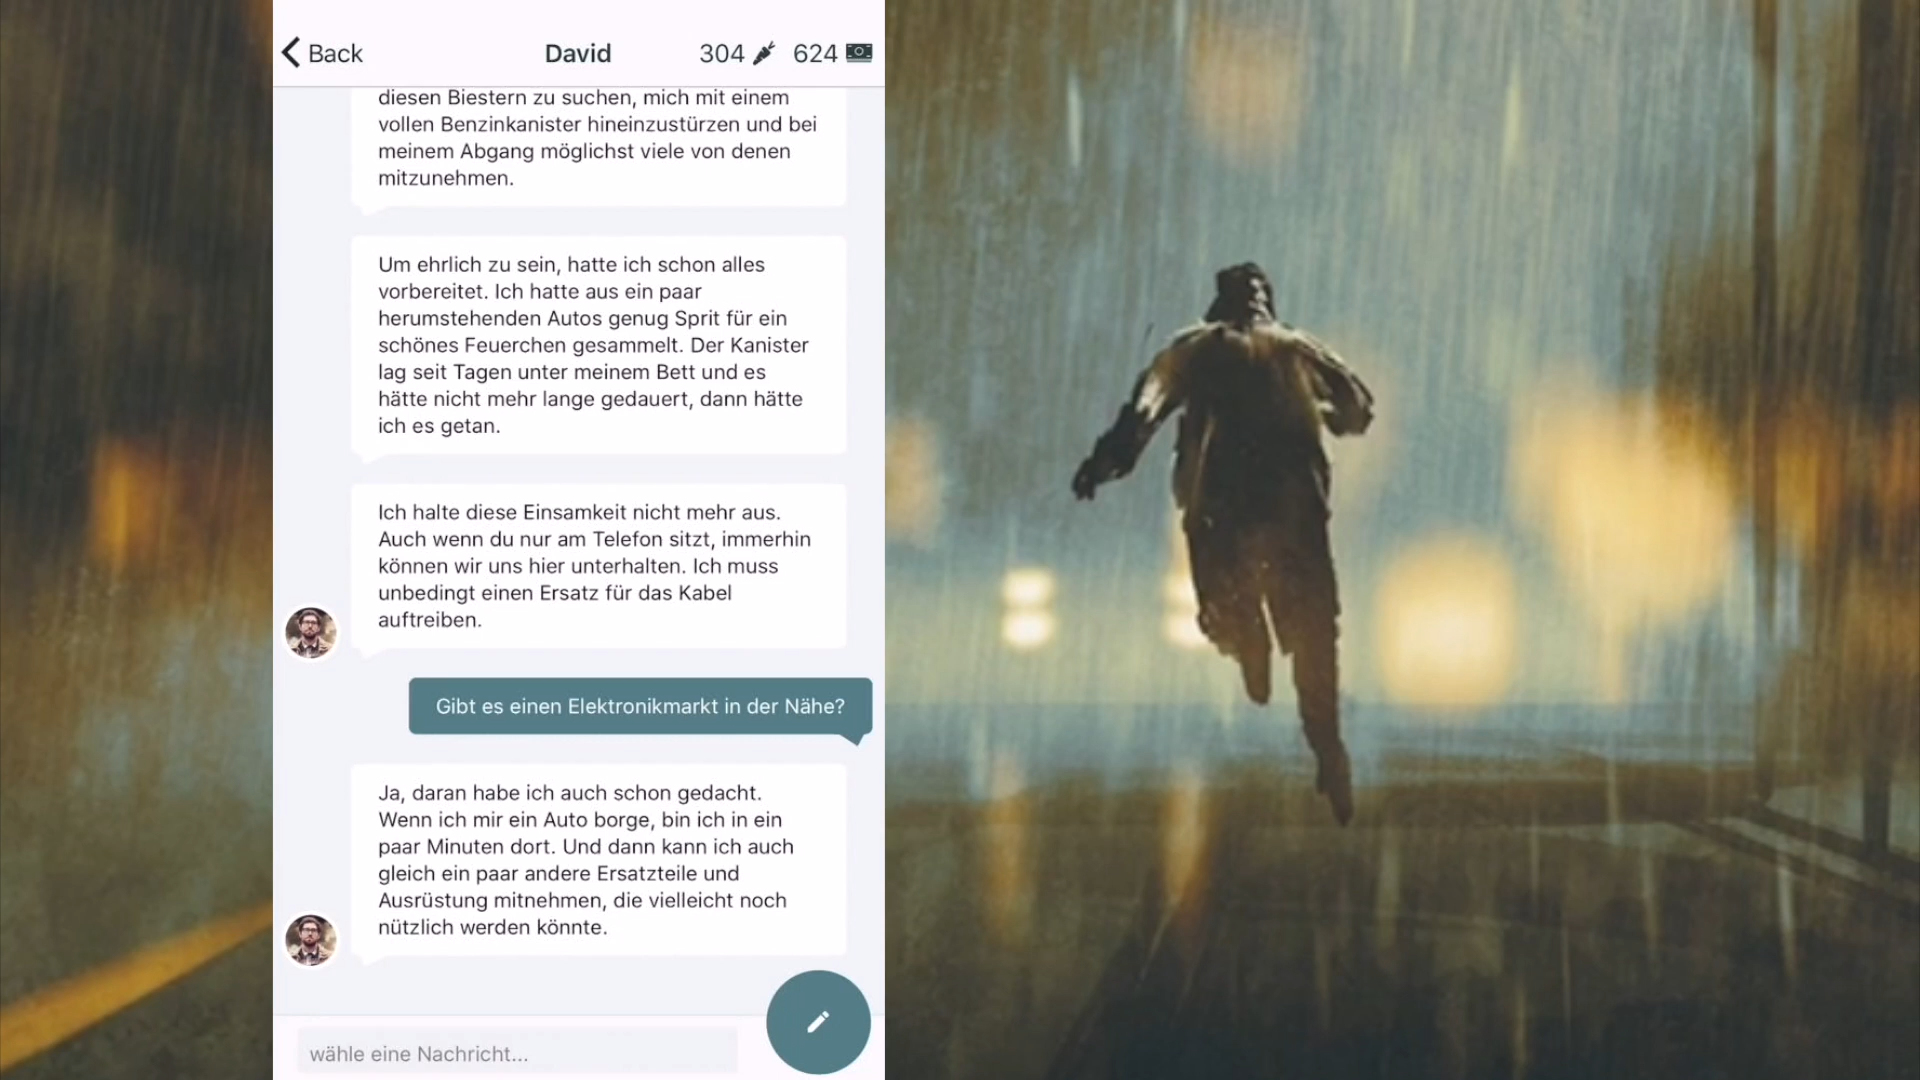 Back
David
304
624
diesen Biestern zu suchen, mich mit einem
vollen Benzinkanister hineinzustürzen und bei
meinem Abgang möglichst viele von denen
mitzunehmen.
Um ehrlich zu sein, hatte ich schon alles
vorbereitet. Ich hatte aus ein paar
herumstehenden Autos genug Sprit für ein
schönes Feuerchen gesammelt. Der Kanister
lag seit Tagen unter meinem Bett und es
hätte nicht mehr lange gedauert, dann hätte
ich es getan.
Ich halte diese Einsamkeit nicht mehr aus.
Auch wenn du nur am Telefon sitzt, immerhin
können wir uns hier unterhalten. Ich muss
unbedingt einen Ersatz für das Kabel
auftreiben.
Gibt es einen Elektronikmarkt in der Nähe?
Ja, daran habe ich auch schon gedacht.
Wenn ich mir ein Auto borge, bin ich in ein
paar Minuten dort. Und dann kann ich auch
gleich ein paar andere Ersatzteile und
Ausrüstung mitnehmen, die vielleicht noch
nützlich werden könnte.
wähle eine Nachricht...